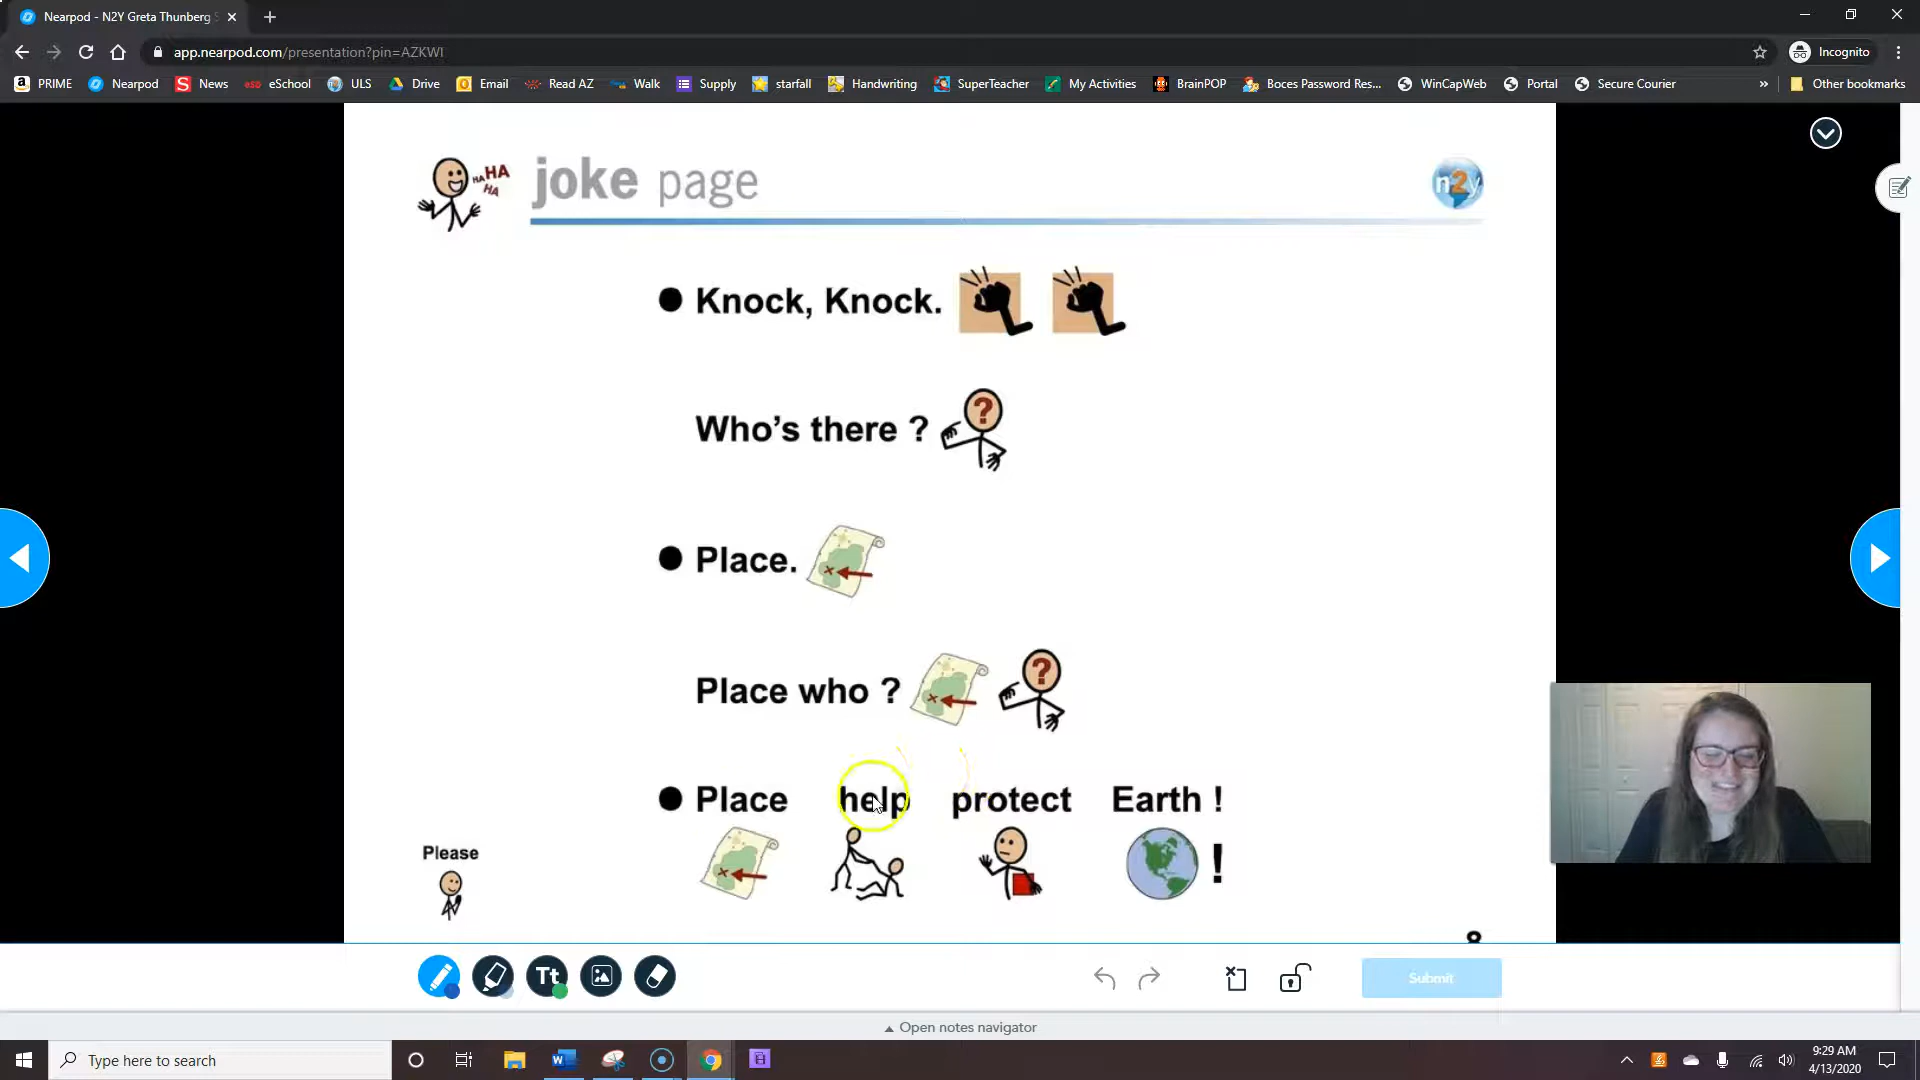 Nearpod - N2Y Greta Thunberg S
app.nearpod.com/presentation?pin=AZKWI
Incognito
PRIME Nearpod News eSchool ULS Drive Email Read AZ Walk Supply starfall Handwriting SuperTeacher My Activities BrainPOP Boces Password Res... WinCapWeb Portal Secure Courier » Other bookmarks
HA HA HA
joke page
n2y
Knock, Knock.
Who's there ?
Place.
Place who ?
Place help protect Earth !
!
Please
8
Tt
Submit
Open notes navigator
Type here to search
9:29 AM
4/13/2020